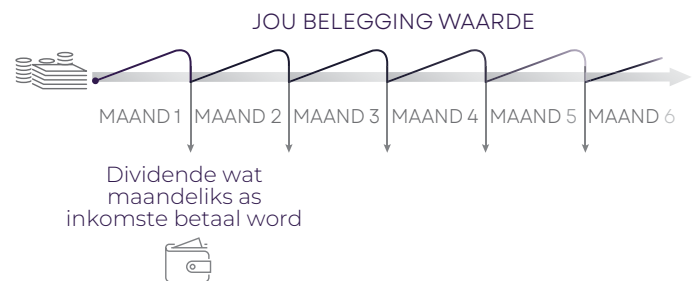 JOU BELEGGING WAARDE
MAAND 1 MAAND 2 MAAND 3 MAAND 4 MAAND 5 MAAND 6
Dividende wat
maandeliks as
inkomste betaal word